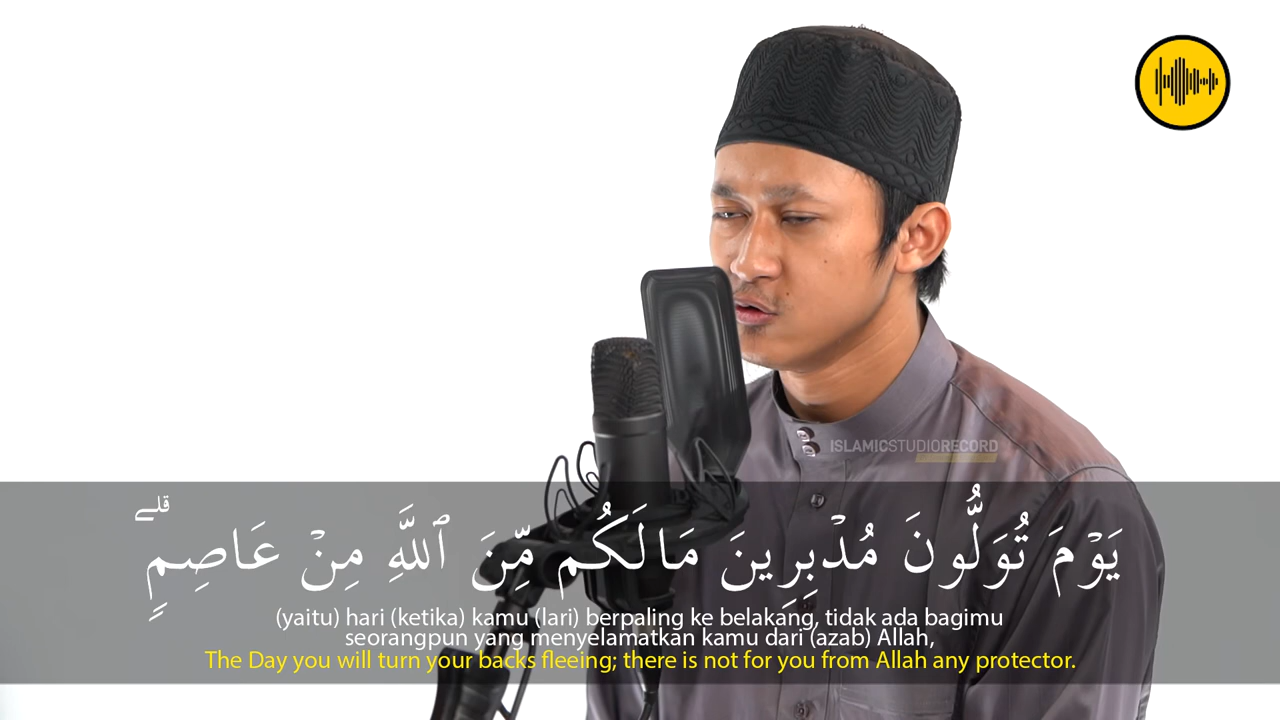 ISLAMICSTUDIORECORD
يَوْمَ تُوَلُّونَ مُدْبِرِينَ مَا لَكُم مِّنَ ٱللَّهِ مِنْ عَاصِمٍ ۗ
(yaitu) hari (ketika) kamu (lari) berpaling ke belakang, tidak ada bagimu
seorangpun yang menyelamatkan kamu dari (azab) Allah,
The Day you will turn your backs fleeing; there is not for you from Allah any protector.